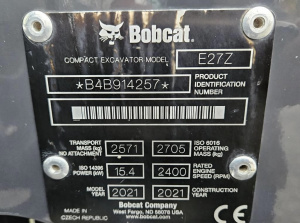 Bobcat
COMPACT EXCAVATOR MODEL E27Z
*B4B914257* PRODUCT IDENTIFICATION NUMBER
TRANSPORT MASS (kg) NO ATTACHMENT 2571 2705 ISO 6016 OPERATING MASS (kg)
ISO 14396 POWER (kW) 15.4 2400 RATED ENGINE SPEED (RPM)
MODEL YEAR 2021 2021 CONSTRUCTION YEAR
MADE IN CZECH REPUBLIC
Bobcat Company
West Fargo, ND 58078 USA
www.bobcat.com